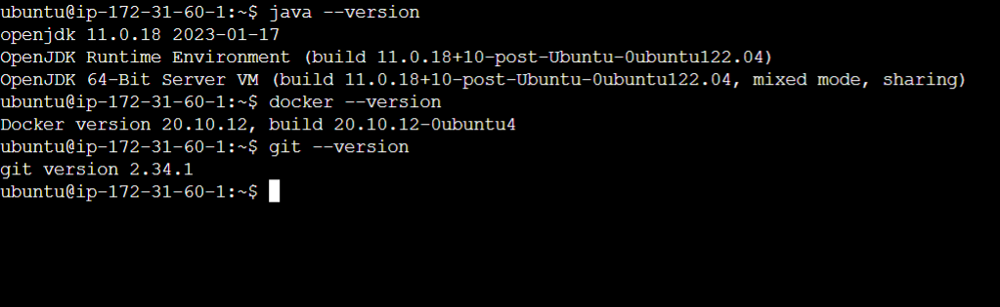 ubuntu@ip-172-31-60-1:~$ java --version
openjdk 11.0.18 2023-01-17
OpenJDK Runtime Environment (build 11.0.18+10-post-Ubuntu-0ubuntu122.04)
OpenJDK 64-Bit Server VM (build 11.0.18+10-post-Ubuntu-0ubuntu122.04, mixed mode, sharing)
ubuntu@ip-172-31-60-1:~$ docker --version
Docker version 20.10.12, build 20.10.12-0ubuntu4
ubuntu@ip-172-31-60-1:~$ git --version
git version 2.34.1
ubuntu@ip-172-31-60-1:~$